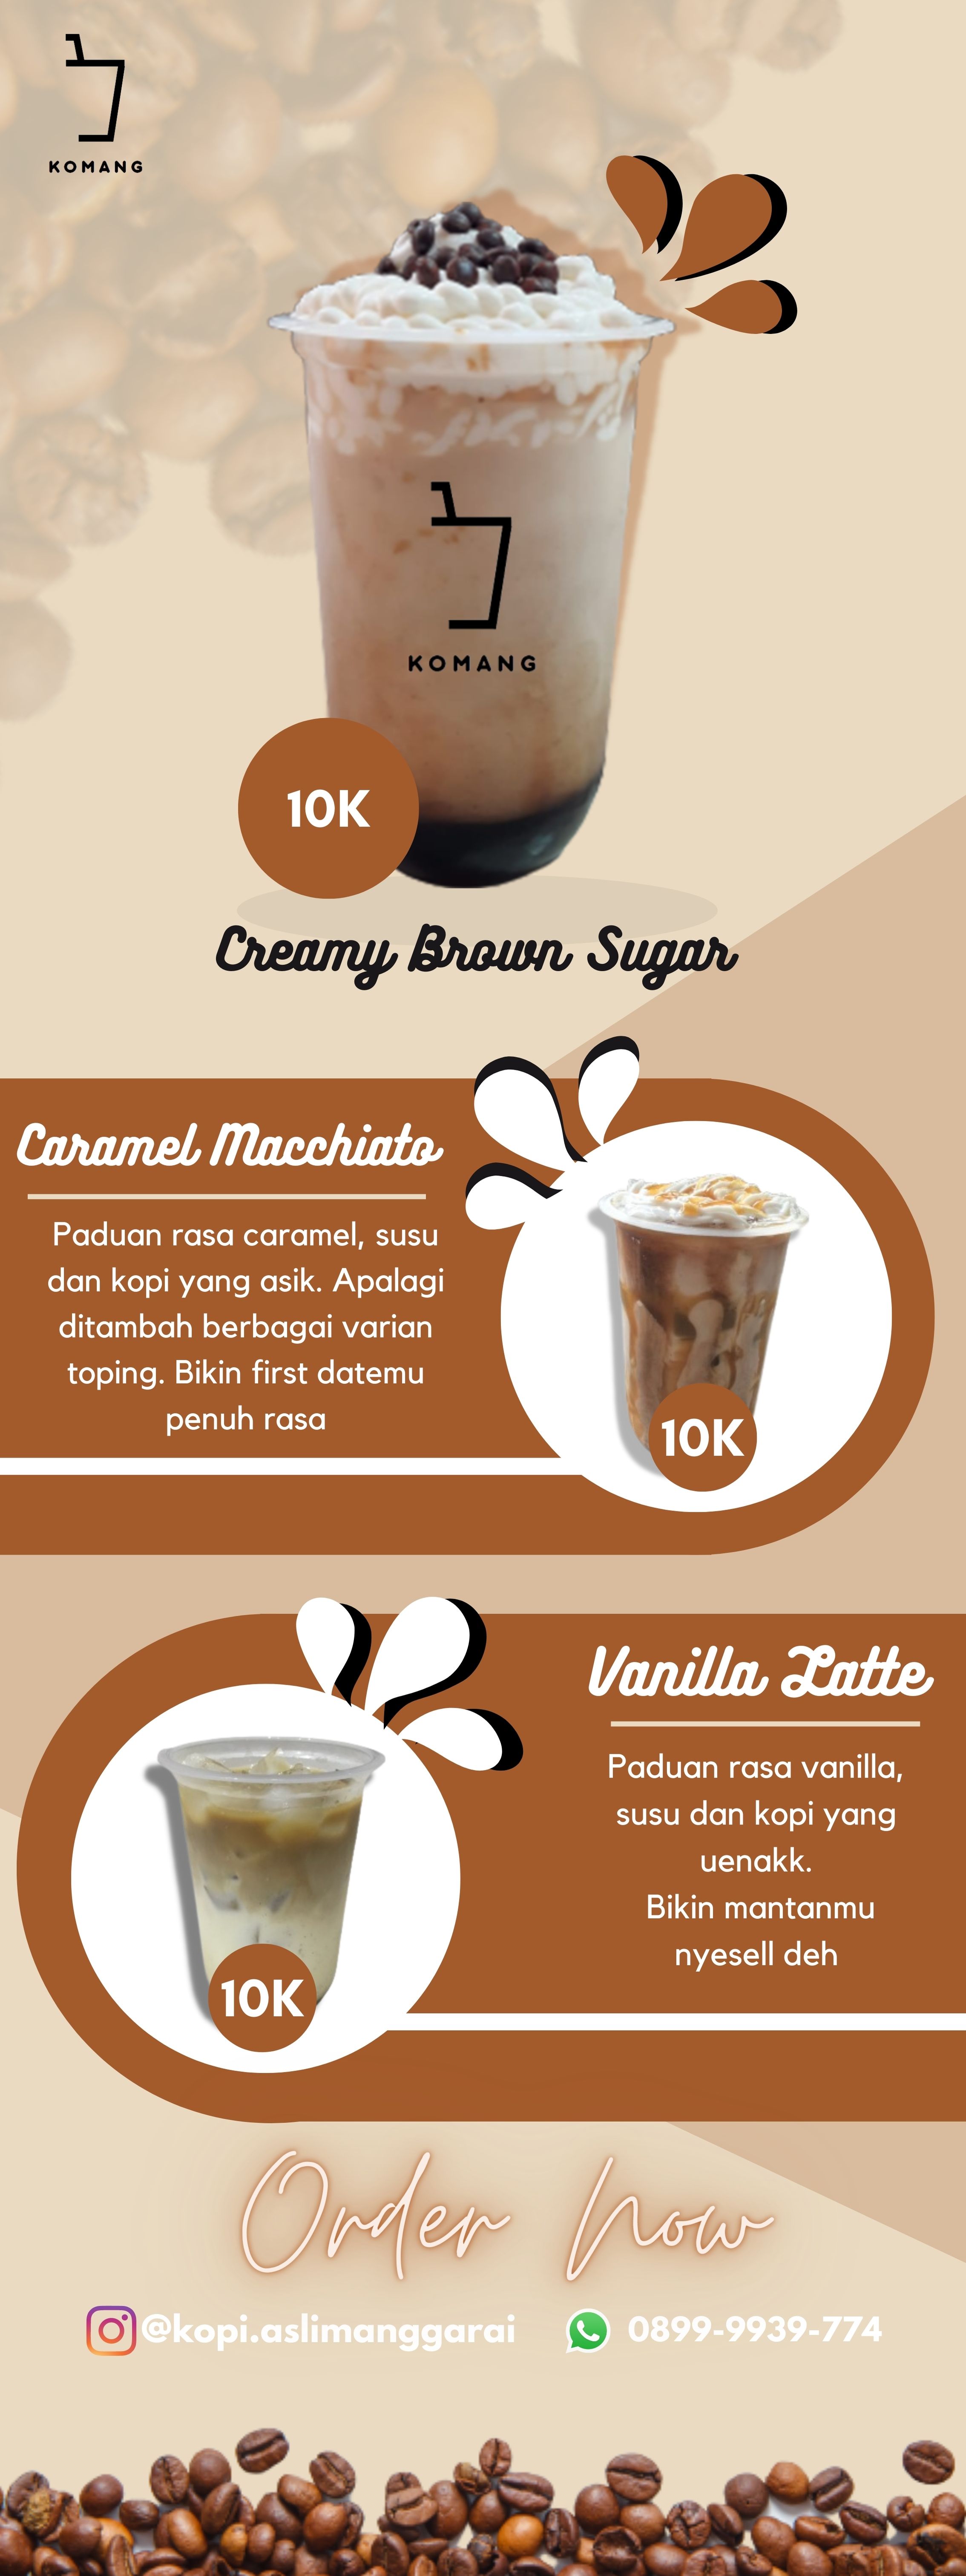 KOMANG
KOMANG
10K
Creamy Brown Sugar
Caramel Macchiato
Paduan rasa caramel, susu
dan kopi yang asik. Apalagi
ditambah berbagai varian
toping. Bikin first datemu
penuh rasa
10K
Vanilla Latte
Paduan rasa vanilla,
susu dan kopi yang
uenakk.
Bikin mantanmu
nyesell deh
10K
Order Now
@kopi.aslimanggarai
0899-9939-774